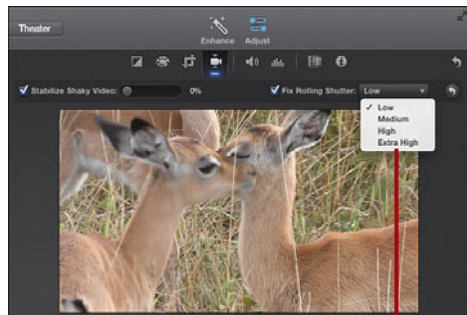 Theater
Enhance Adjust
Stabilize Shaky Video: 0% Fix Rolling Shutter: Low
✓ Low
Medium
High
Extra High